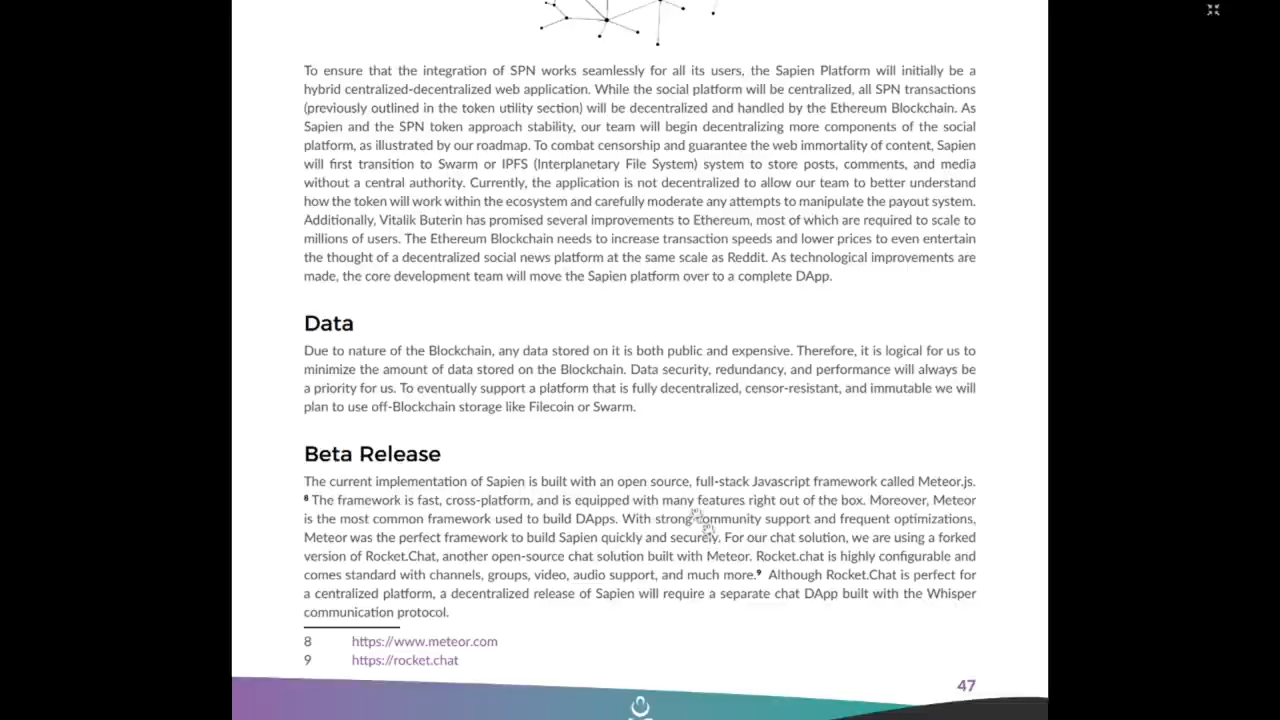 To ensure that the integration of SPN works seamlessly for all its users, the Sapien Platform will initially be a
hybrid centralized-decentralized web application. While the social platform will be centralized, all SPN transactions
(previously outlined in the token utility section) will be decentralized and handled by the Ethereum Blockchain. As
Sapien and the SPN token approach stability, our team will begin decentralizing more components of the social
platform, as illustrated by our roadmap. To combat censorship and guarantee the web immortality of content, Sapien
will first transition to Swarm or IPFS (Interplanetary File System) system to store posts, comments, and media
without a central authority. Currently, the application is not decentralized to allow our team to better understand
how the token will work within the ecosystem and carefully moderate any attempts to manipulate the payout system.
Additionally, Vitalik Buterin has promised several improvements to Ethereum, most of which are required to scale to
millions of users. The Ethereum Blockchain needs to increase transaction speeds and lower prices to even entertain
the thought of a decentralized social news platform at the same scale as Reddit. As technological improvements are
made, the core development team will move the Sapien platform over to a complete DApp.
Data
Due to nature of the Blockchain, any data stored on it is both public and expensive. Therefore, it is logical for us to
minimize the amount of data stored on the Blockchain. Data security, redundancy, and performance will always be
a priority for us. To eventually support a platform that is fully decentralized, censor-resistant, and immutable we will
plan to use off-Blockchain storage like Filecoin or Swarm.
Beta Release
The current implementation of Sapien is built with an open source, full-stack Javascript framework called Meteor.js.
8 The framework is fast, cross-platform, and is equipped with many features right out of the box. Moreover, Meteor
is the most common framework used to build DApps. With strong community support and frequent optimizations,
Meteor was the perfect framework to build Sapien quickly and securely. For our chat solution, we are using a forked
version of Rocket.Chat, another open-source chat solution built with Meteor. Rocket.chat is highly configurable and
comes standard with channels, groups, video, audio support, and much more.9 Although Rocket.Chat is perfect for
a centralized platform, a decentralized release of Sapien will require a separate chat DApp built with the Whisper
communication protocol.
8 https://www.meteor.com
9 https://rocket.chat
47